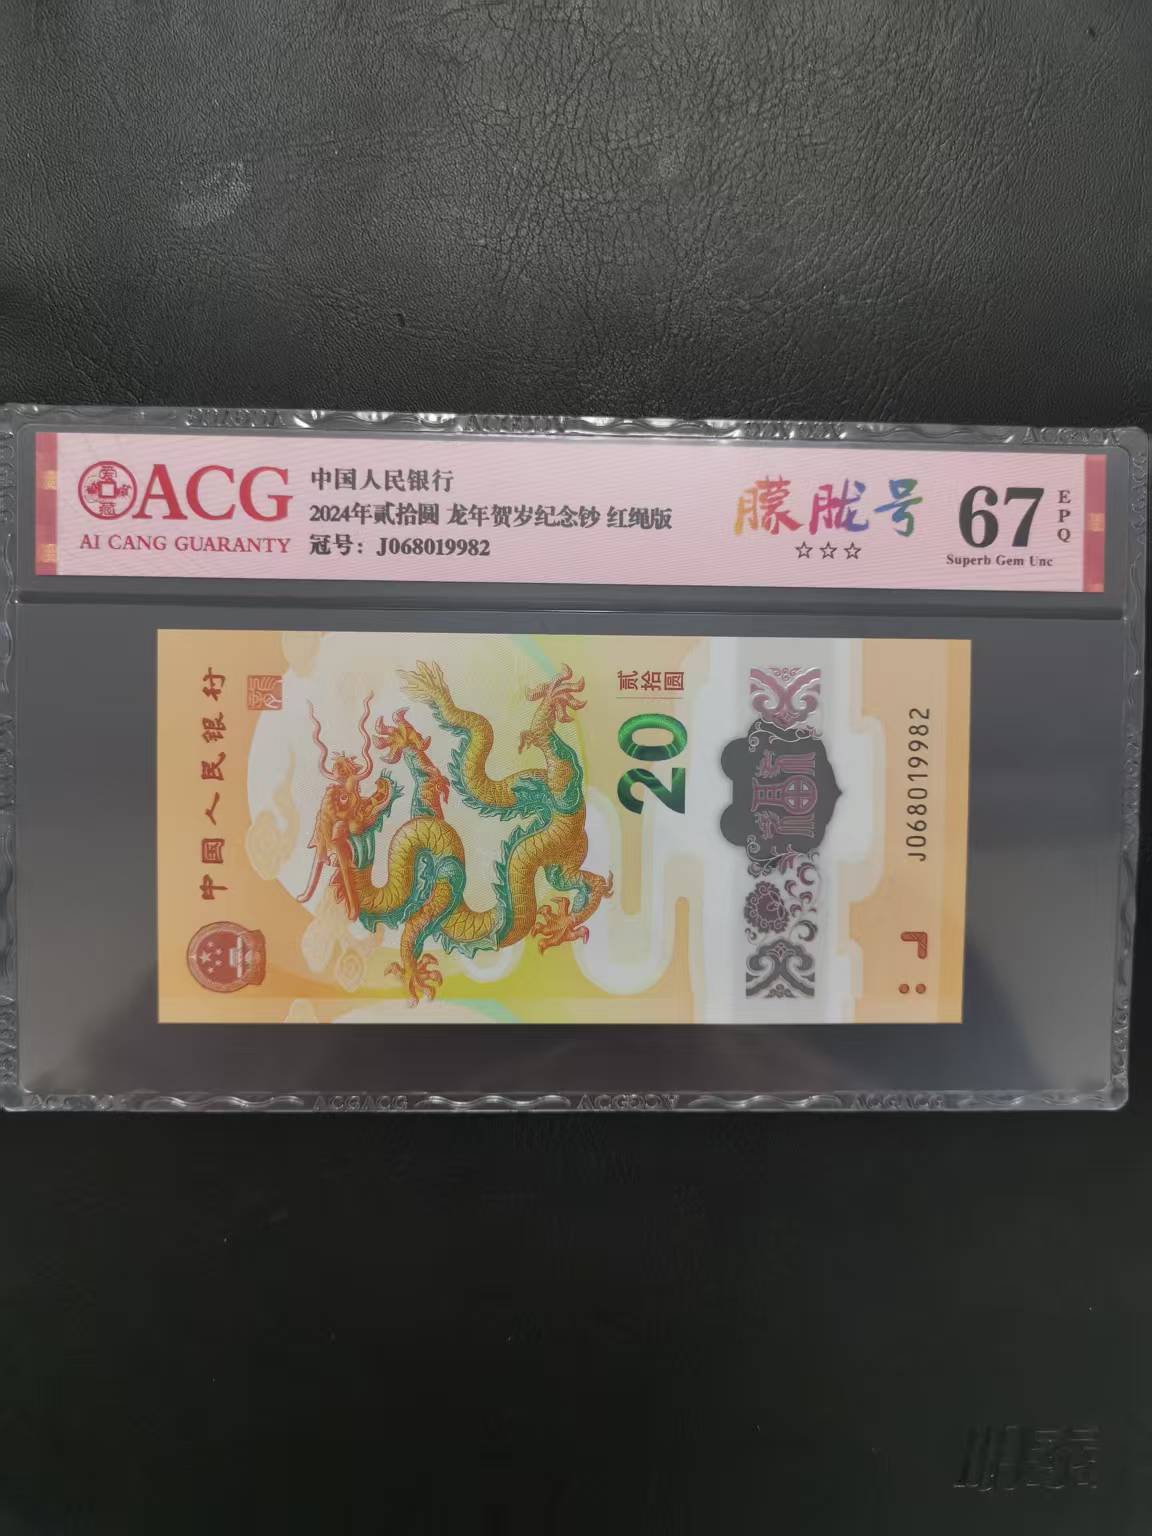 ACG
AI CANG GUARANTY
中国人民银行
2024年贰拾圆 龙年贺岁纪念钞 红绳版
冠号：J068019982
朦胧号
☆☆☆
67
EPQ
Superb Gem Unc
中国人民银行
贰拾圆
20
J068019982
ACGACG